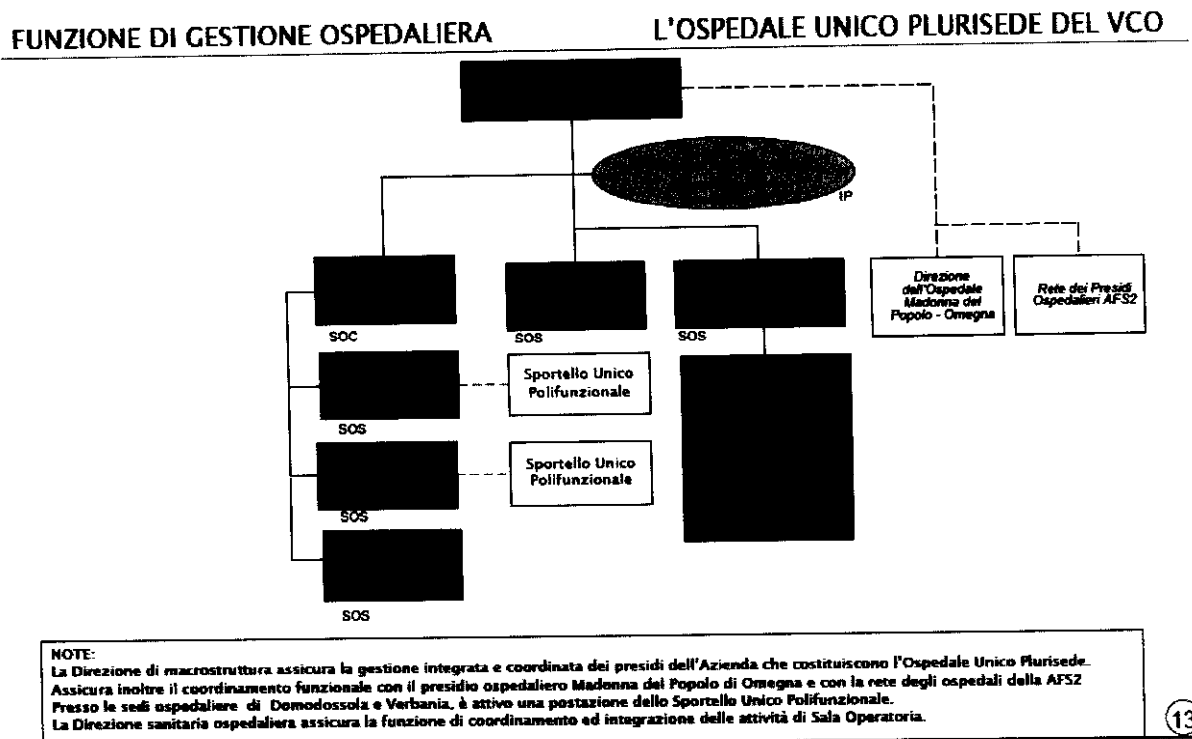 FUNZIONE DI GESTIONE OSPEDALIERA
L'OSPEDALE UNICO PLURISEDE DEL VCO
IP
Direzione
dell'Ospedale
Madonna del
Popolo - Omegna
Rete dei Presidi
Ospedalieri AFS2
SOC
SOS
SOS
Sportello Unico
Polifunzionale
SOS
Sportello Unico
Polifunzionale
SOS
SOS
NOTE:
La Direzione di macrostruttura assicura la gestione integrata e coordinata dei presidi dell'Azienda che costituiscono l'Ospedale Unico Plurisede.
Assicura inoltre il coordinamento funzionale con il presidio ospedaliero Madonna del Popolo di Omegna e con la rete degli ospedali della AFS2
Presso le sedi ospedaliere di Domodossola e Verbania, è attivo una postazione dello Sportello Unico Polifunzionale.
La Direzione sanitaria ospedaliera assicura la funzione di coordinamento ed integrazione delle attività di Sala Operatoria.
13